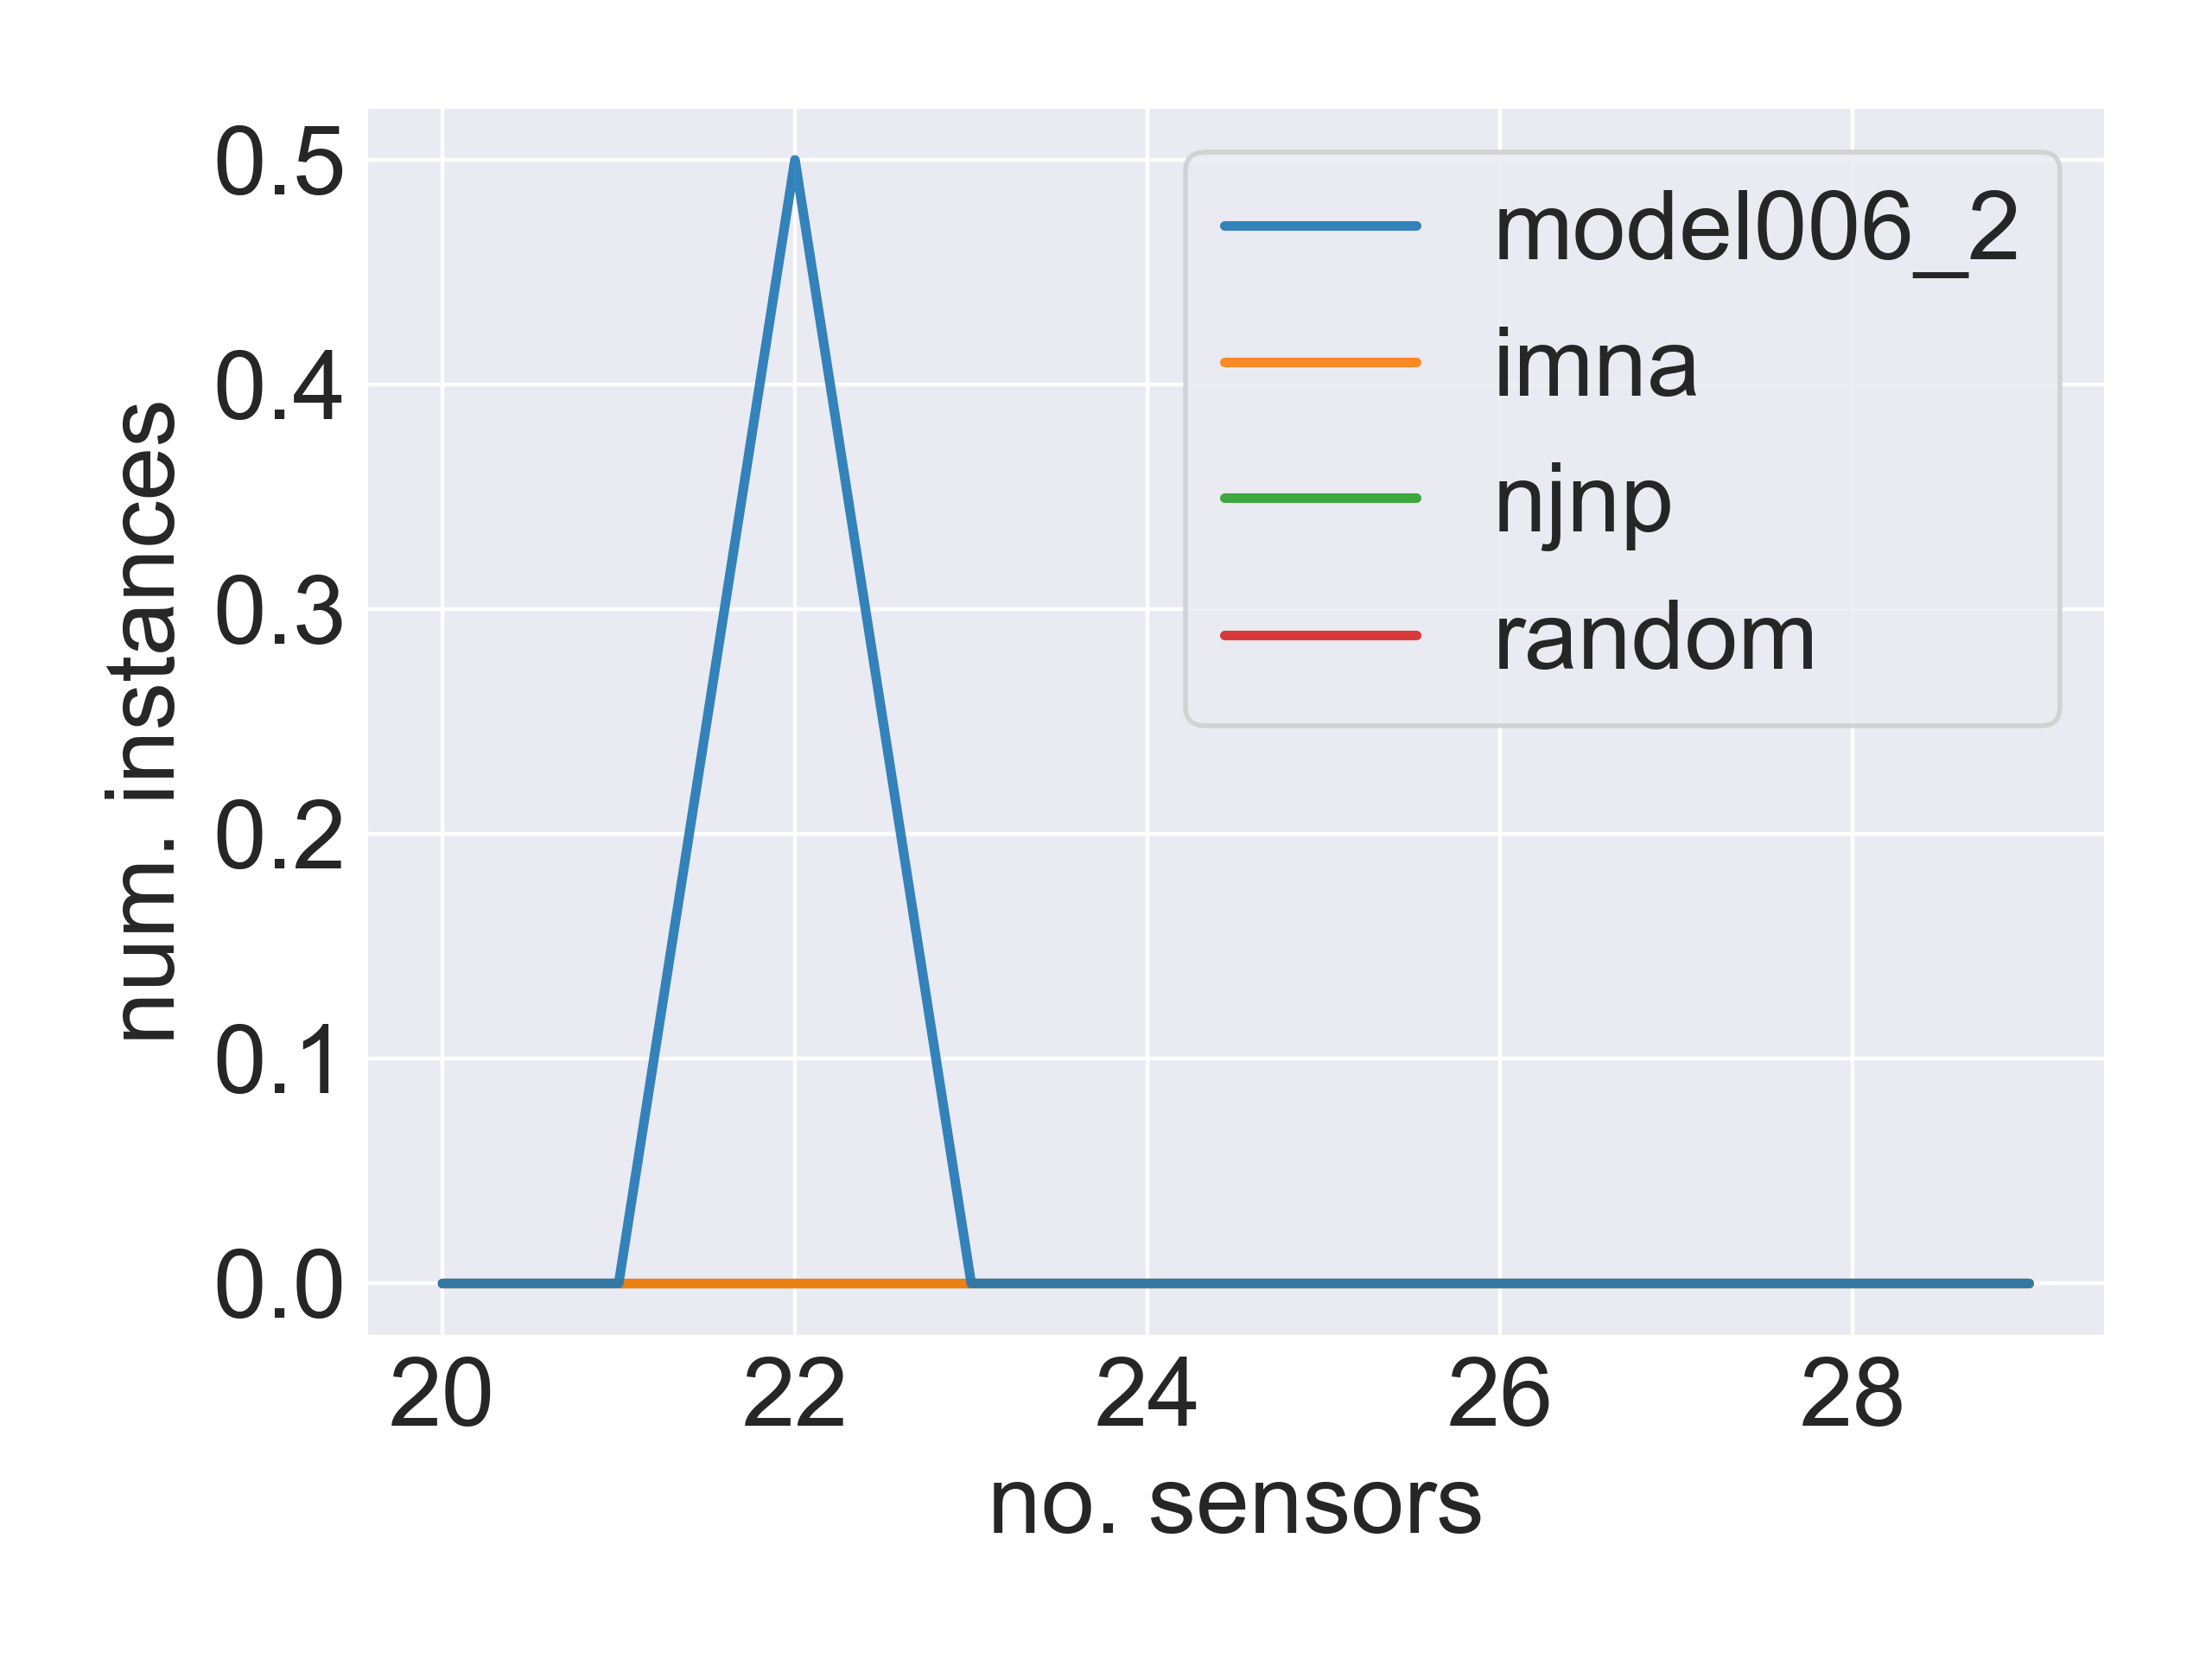 0.5
0.4
0.3
0.2
0.1
0.0
num. instances
model006_2
imna
njnp
random
20 22 24 26 28
no. sensors